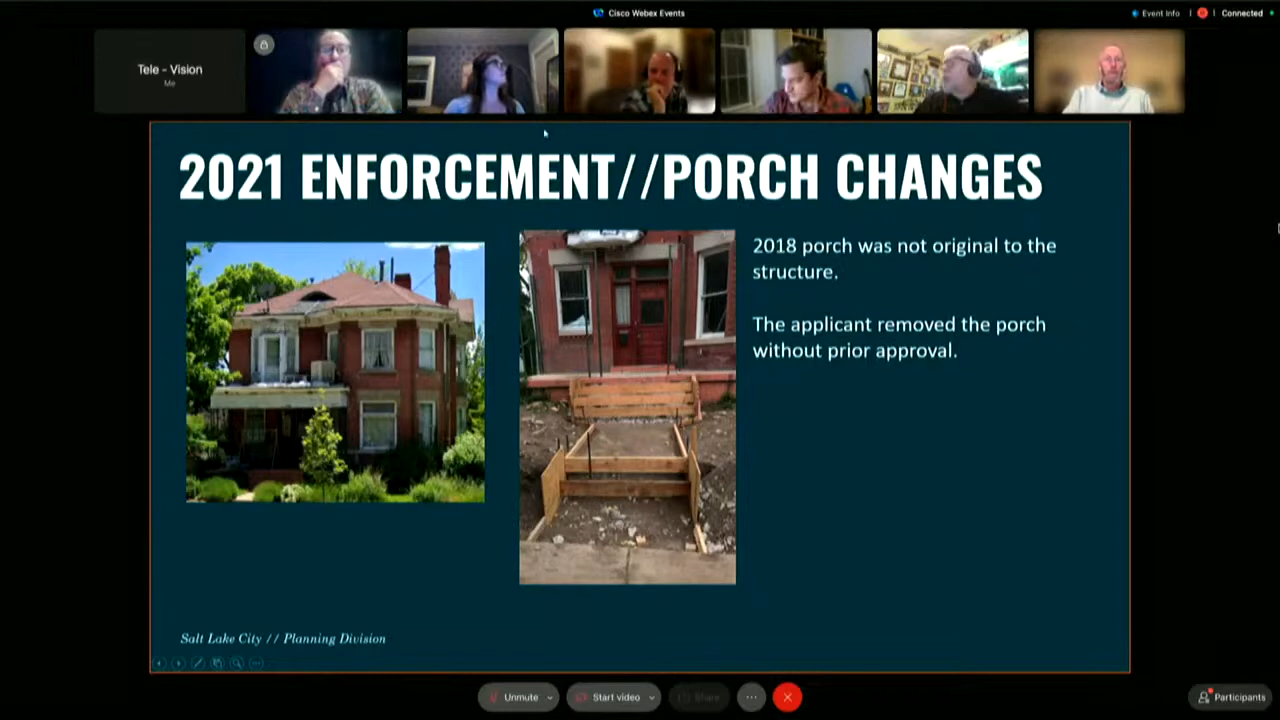 Cisco Webex Events
Event Info
Connected
Tele - Vision
Me
2021 ENFORCEMENT//PORCH CHANGES
2018 porch was not original to the
structure.
The applicant removed the porch
without prior approval.
Salt Lake City // Planning Division
Unmute
Start video
Share
Participants